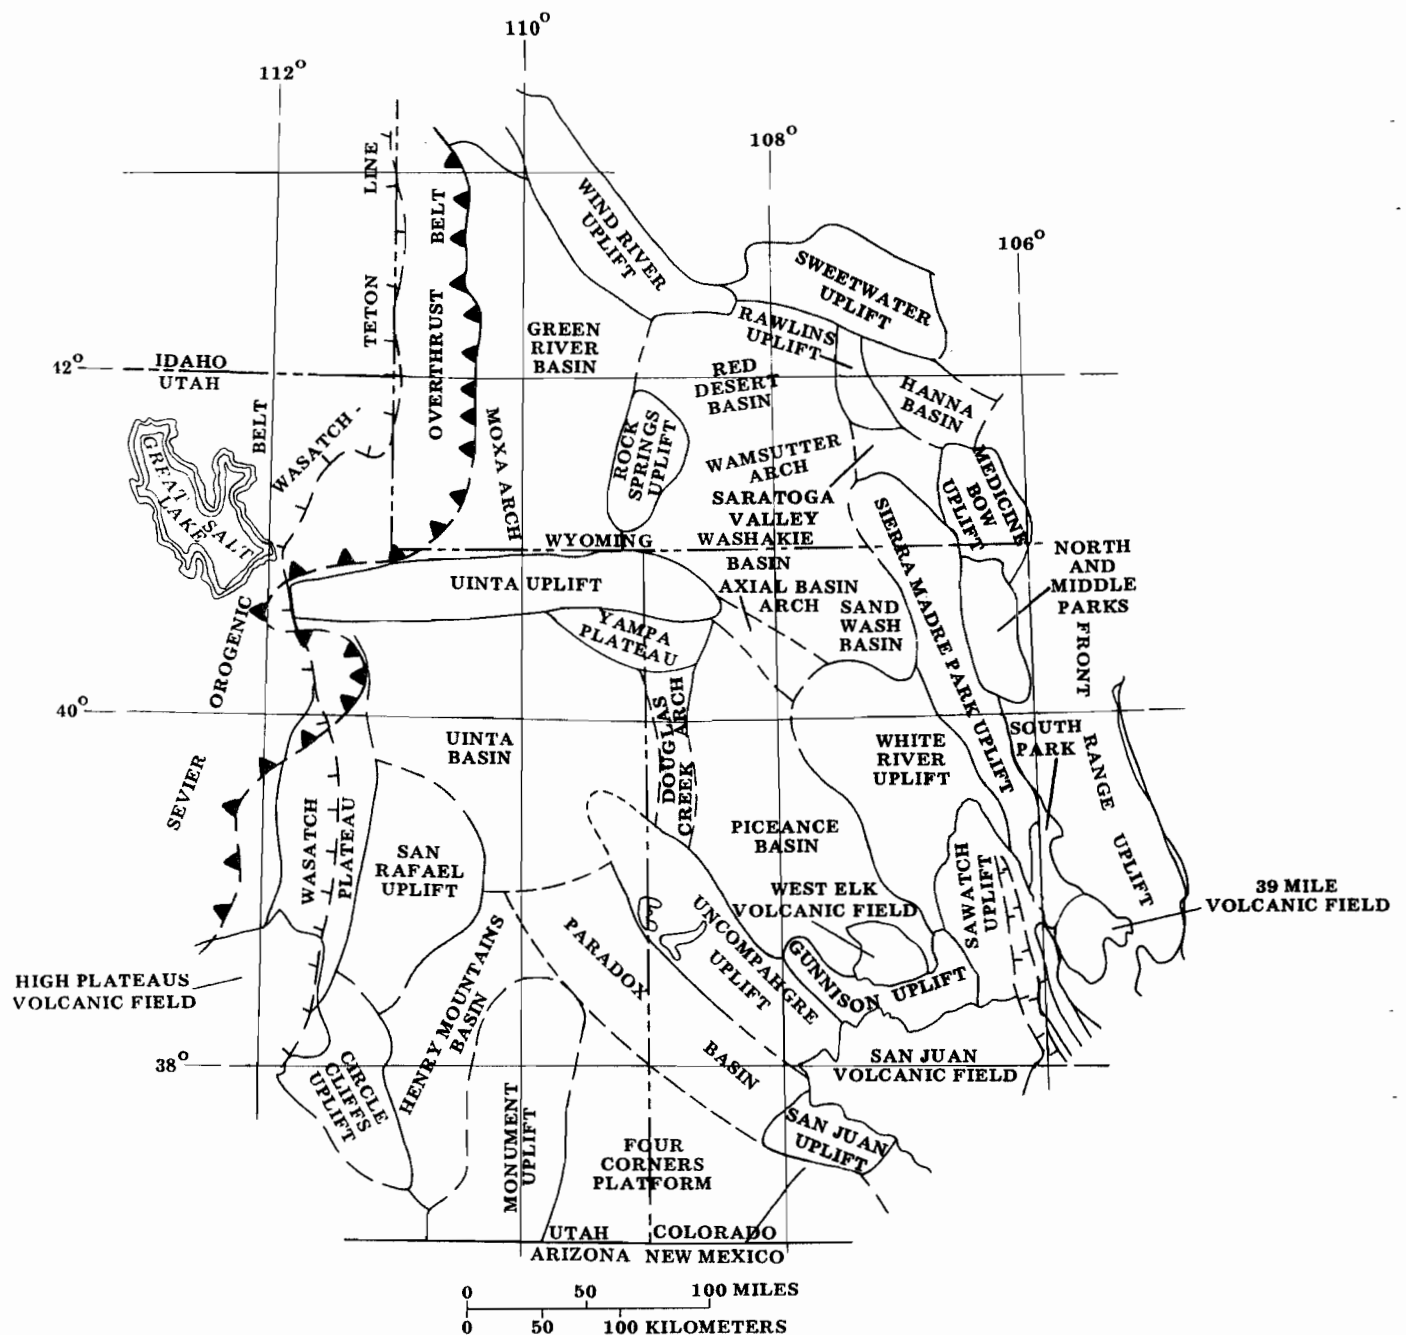 110°
112°
108°
106°
WASATCH - TETON LINE
OVERTHRUST BELT
WIND RIVER
UPLIFT
SWEETWATER
UPLIFT
RAWLINS
UPLIFT
GREEN
RIVER
BASIN
42°
IDAHO
UTAH
RED
DESERT
BASIN
HANNA
BASIN
GREAT
SALT
LAKE
MOXA ARCH
ROCK
SPRINGS
UPLIFT
WAMSUTTER
ARCH
SARATOGA
VALLEY
MEDICINE
BOW
UPLIFT
WYOMING
WASHAKIE
BASIN
NORTH
AND
MIDDLE
PARKS
UINTA UPLIFT
AXIAL BASIN
ARCH
SAND
WASH
BASIN
YAMPA
PLATEAU
SIERRA MADRE PARK UPLIFT
FRONT RANGE UPLIFT
SEVIER OROGENIC BELT
40°
UINTA
BASIN
DOUGLAS
CREEK ARCH
WHITE
RIVER
UPLIFT
SOUTH
PARK
WASATCH
PLATEAU
SAN
RAFAEL
UPLIFT
PICEANCE
BASIN
SAWATCH
UPLIFT
WEST ELK
VOLCANIC FIELD
39 MILE
VOLCANIC FIELD
UNCOMPAHGRE
UPLIFT
GUNNISON UPLIFT
PARADOX BASIN
HIGH PLATEAUS
VOLCANIC FIELD
HENRY MOUNTAINS
BASIN
38°
SAN JUAN
VOLCANIC FIELD
CIRCLE
CLIFFS
UPLIFT
MONUMENT
UPLIFT
SAN JUAN
UPLIFT
FOUR
CORNERS
PLATFORM
UTAH
COLORADO
ARIZONA
NEW MEXICO
0 50 100 MILES
0 50 100 KILOMETERS